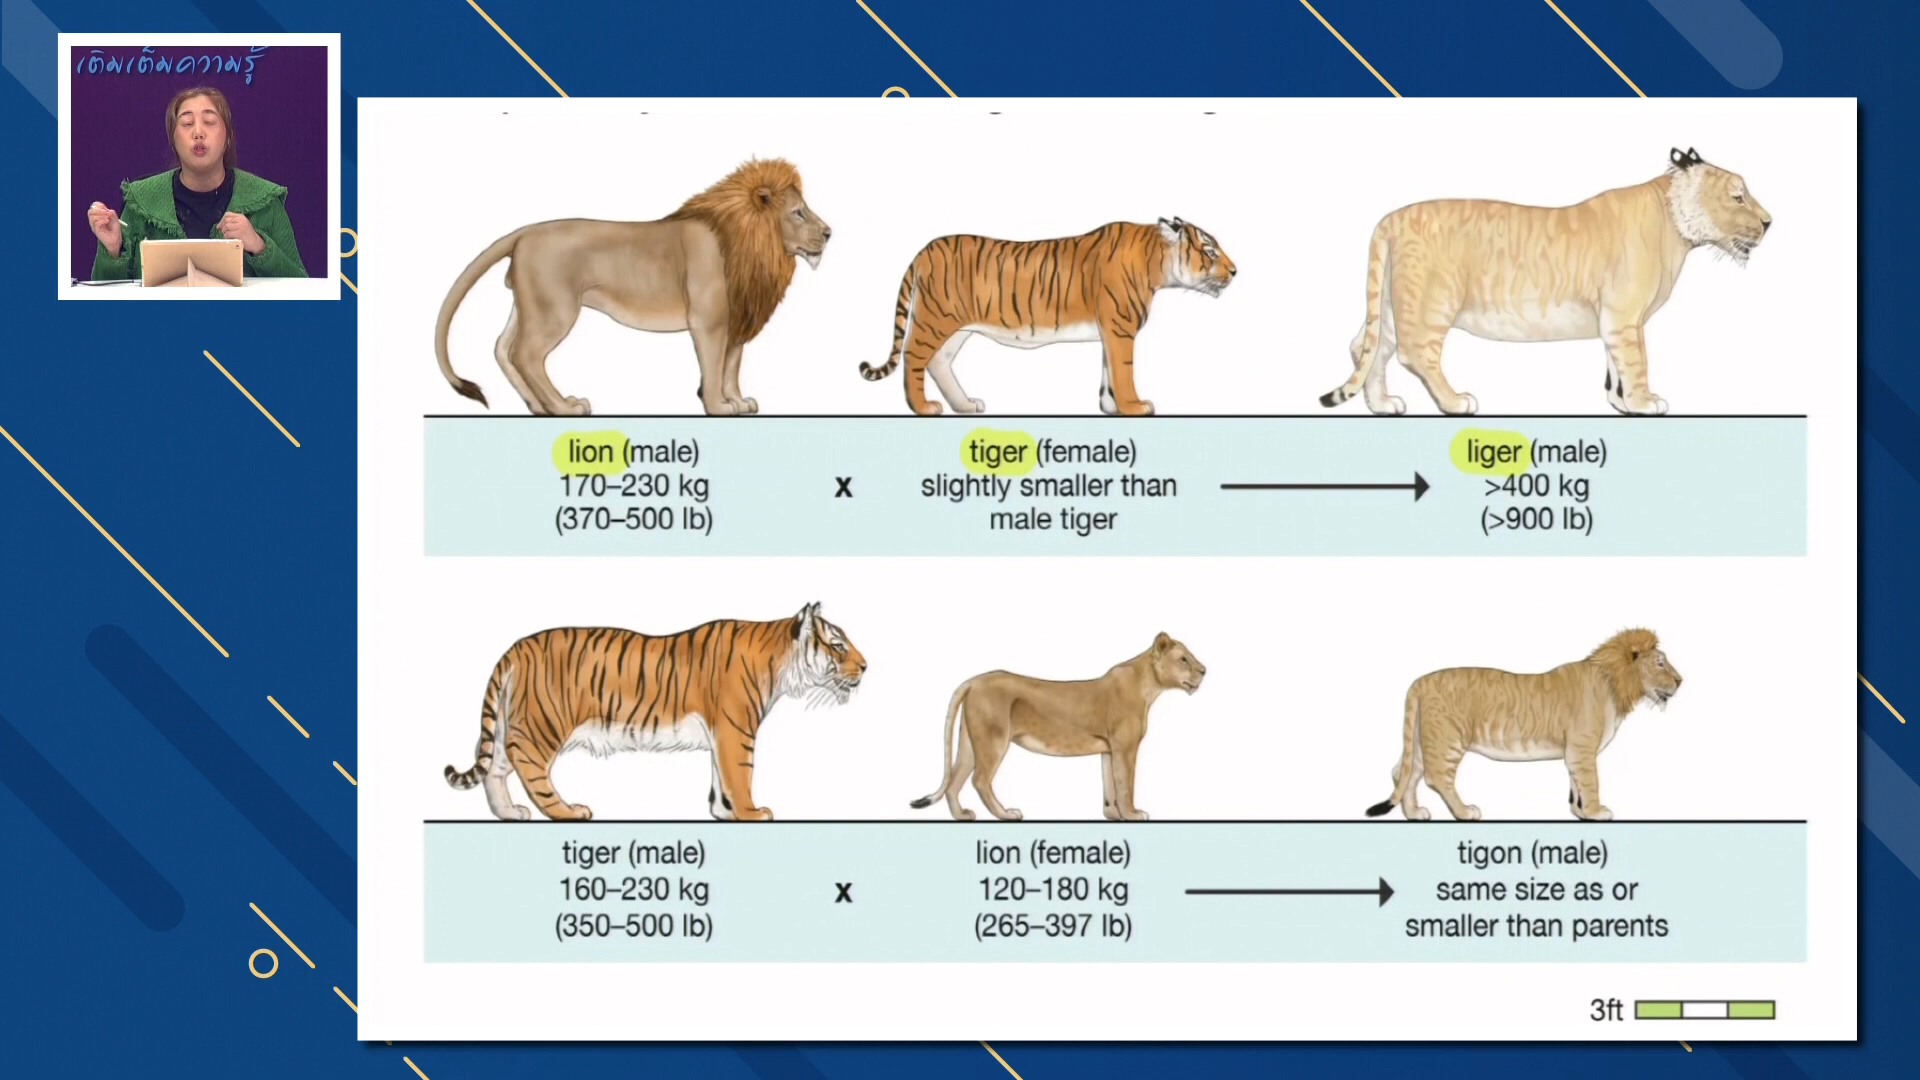 เติมเต็มความรู้
lion (male)
170–230 kg
(370–500 lb)
x
tiger (female)
slightly smaller than
male tiger
liger (male)
>400 kg
(>900 lb)
tiger (male)
160–230 kg
(350–500 lb)
x
lion (female)
120–180 kg
(265–397 lb)
tigon (male)
same size as or
smaller than parents
3ft